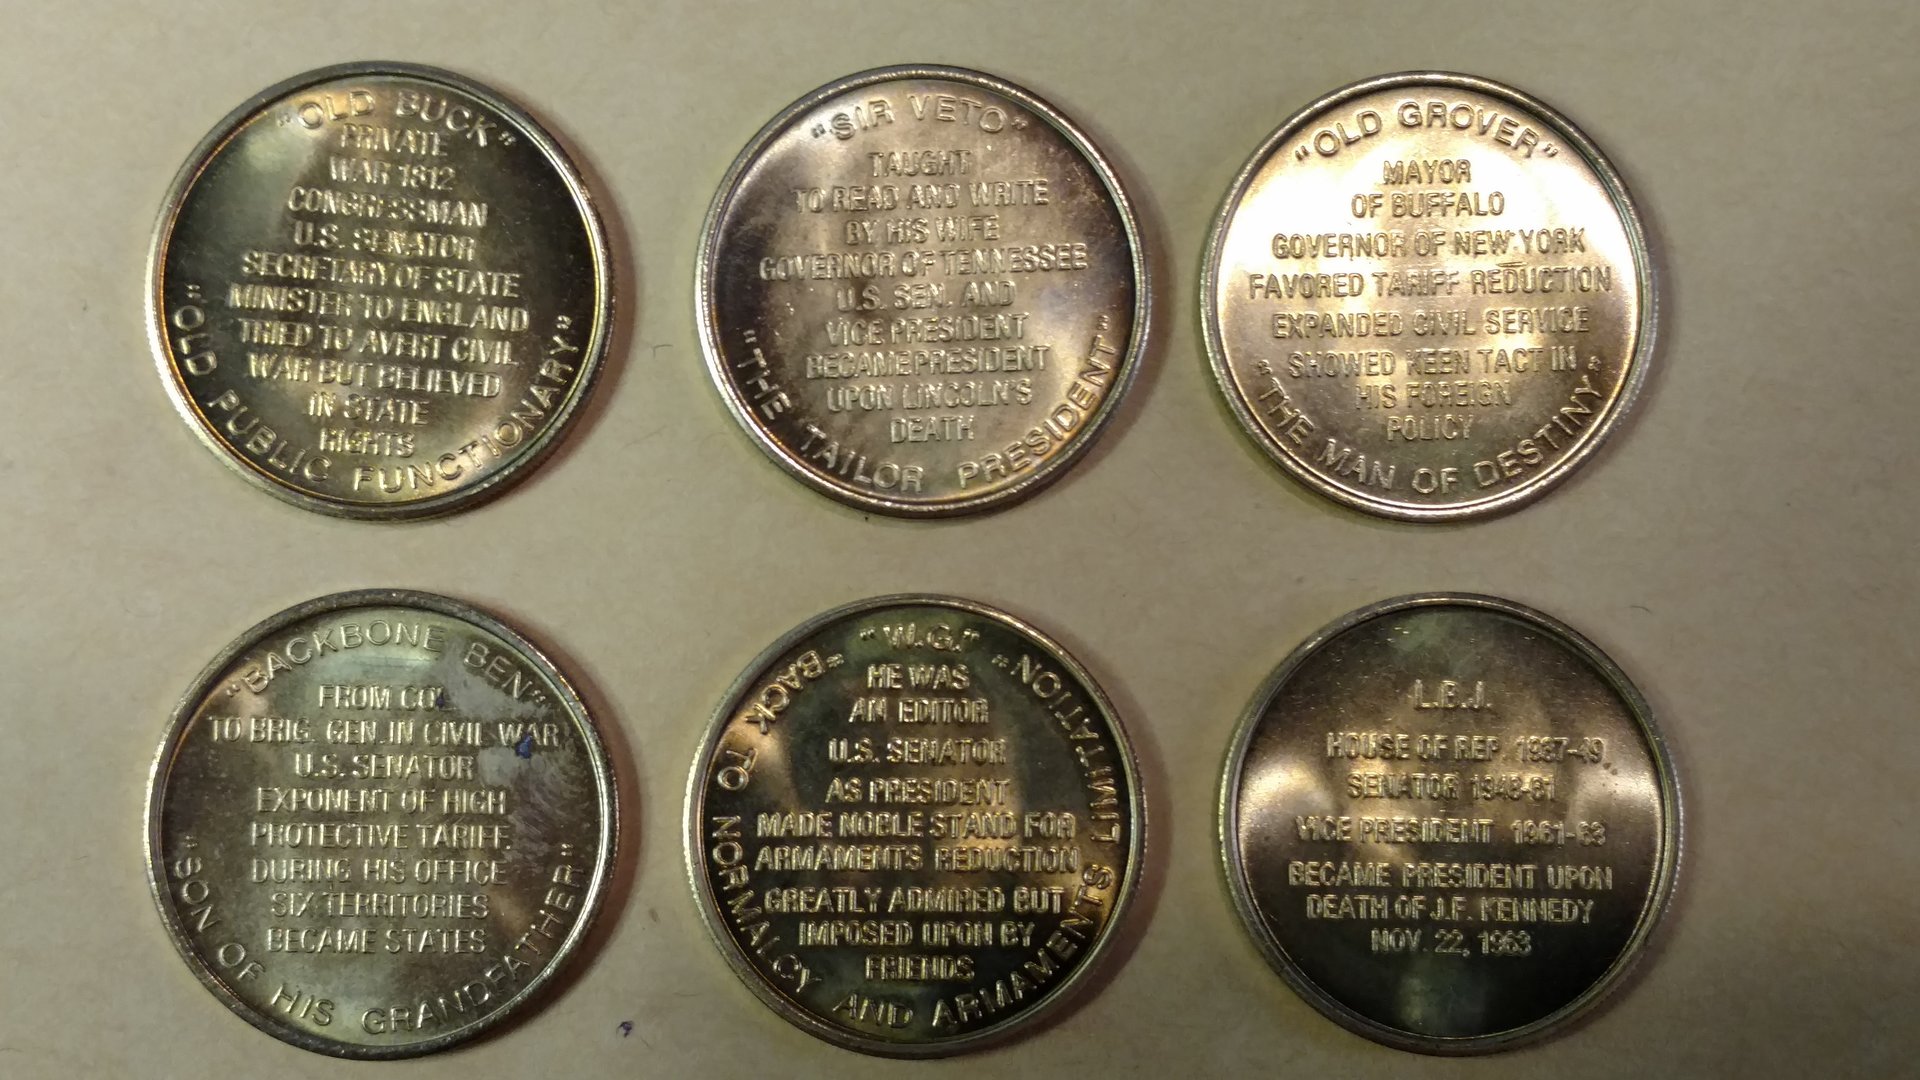 "OLD BUCK"
PRIVATE
WAR 1812
CONGRESSMAN
U.S. SENATOR
SECRETARY OF STATE
MINISTER TO ENGLAND
TRIED TO AVERT CIVIL
WAR BUT BELIEVED
IN STATE
RIGHTS
"OLD PUBLIC FUNCTIONARY"
"SIR VETO"
TAUGHT
TO READ AND WRITE
BY HIS WIFE
GOVERNOR OF TENNESSEE
U.S. SEN. AND
VICE PRESIDENT
BECAME PRESIDENT
UPON LINCOLN'S
DEATH
"THE TAILOR PRESIDENT"
"OLD GROVER"
MAYOR
OF BUFFALO
GOVERNOR OF NEW YORK
FAVORED TARIFF REDUCTION
EXPANDED CIVIL SERVICE
SHOWED KEEN TACT IN
HIS FOREIGN
POLICY
"THE MAN OF DESTINY"
"BACKBONE BEN"
FROM COL.
TO BRIG. GEN. IN CIVIL WAR
U.S. SENATOR
EXPONENT OF HIGH
PROTECTIVE TARIFF.
DURING HIS OFFICE
SIX TERRITORIES
BECAME STATES
"SON OF HIS GRANDFATHER"
"W.G."
HE WAS
AN EDITOR
U.S. SENATOR
AS PRESIDENT
MADE NOBLE STAND FOR
ARMAMENTS REDUCTION
GREATLY ADMIRED BUT
IMPOSED UPON BY
FRIENDS
"BACK TO NORMALCY AND ARMAMENTS LIMITATION"
L.B.J.
HOUSE OF REP. 1937-49
SENATOR 1948-61
VICE PRESIDENT 1961-63
BECAME PRESIDENT UPON
DEATH OF J.F. KENNEDY
NOV. 22, 1963